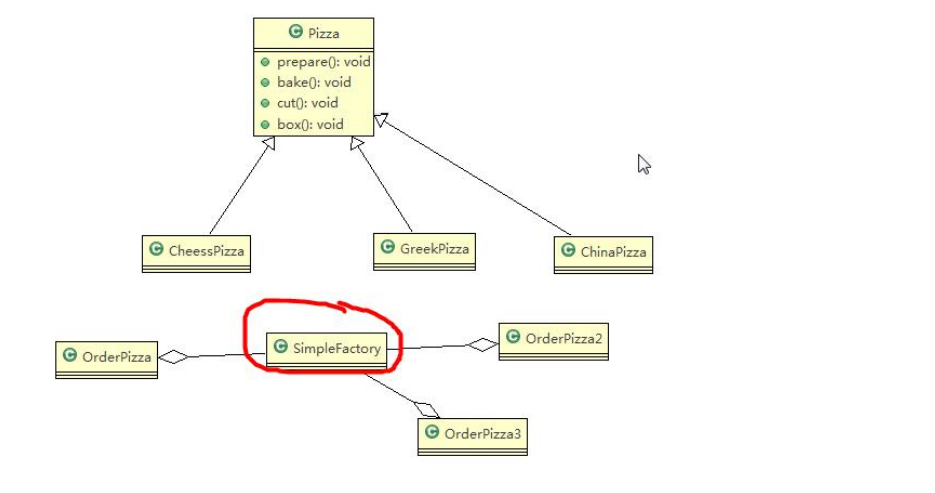 Pizza
prepare(): void
bake(): void
cut(): void
box(): void
CheessPizza
GreekPizza
ChinaPizza
OrderPizza
SimpleFactory
OrderPizza2
OrderPizza3